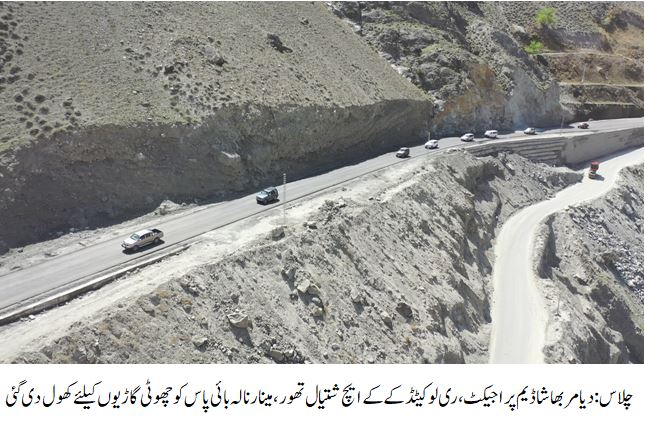 چلاس: دیامر بھاشا ڈیم پراجیکٹ، ری لوکیٹڈ کے کے ایچ شتیال تھور، مینار نالہ بائی پاس کو چھوٹی گاڑیوں کیلئے کھول دی گئی